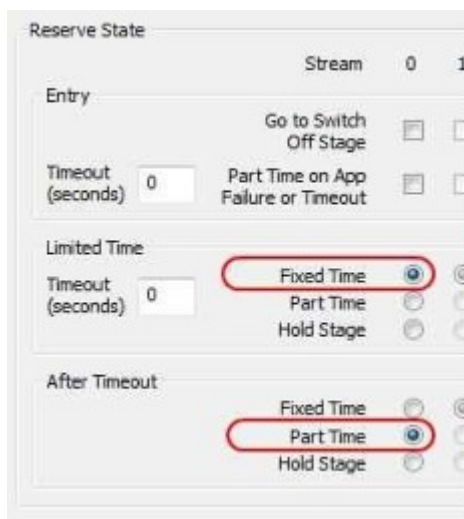 Reserve State
Stream 0 1
Entry
Go to Switch
Off Stage
Timeout
(seconds) 0
Part Time on App
Failure or Timeout
Limited Time
Timeout
(seconds) 0
Fixed Time
Part Time
Hold Stage
After Timeout
Fixed Time
Part Time
Hold Stage